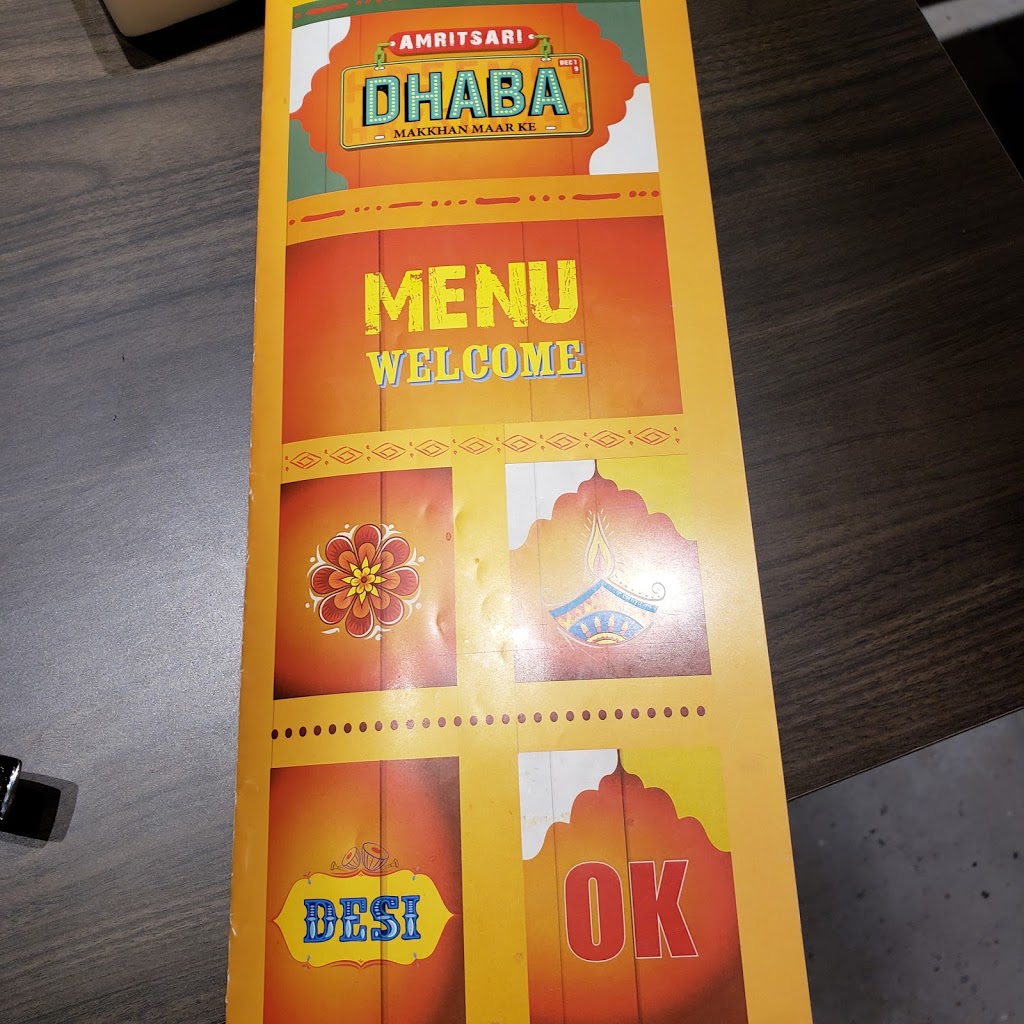 AMRITSARI
DHABA
MAKKHAN MAAR KE
MENU
WELCOME
DESI
OK